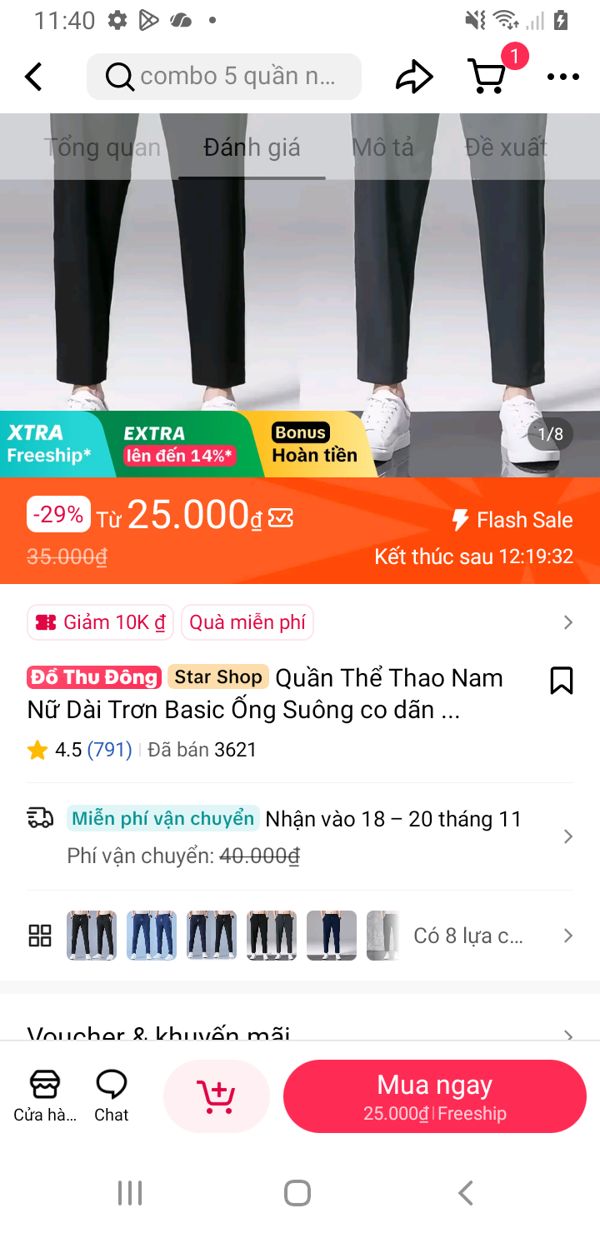 11:40
combo 5 quần n...
1
Tổng quan Đánh giá Mô tả Đề xuất
XTRA
Freeship*
EXTRA
lên đến 14%*
Bonus
Hoàn tiền
1/8
-29% Từ 25.000đ
Flash Sale
35.000đ
Kết thúc sau 12:19:32
Giảm 10K đ
Quà miễn phí
Đồ Thu Đông Star Shop Quần Thể Thao Nam
Nữ Dài Trơn Basic Ống Suông co dãn ...
4.5 (791) Đã bán 3621
Miễn phí vận chuyển Nhận vào 18 – 20 tháng 11
Phí vận chuyển: 40.000đ
Có 8 lựa c...
Voucher & khuyến mãi
Cửa hà...
Chat
Mua ngay
25.000đ | Freeship